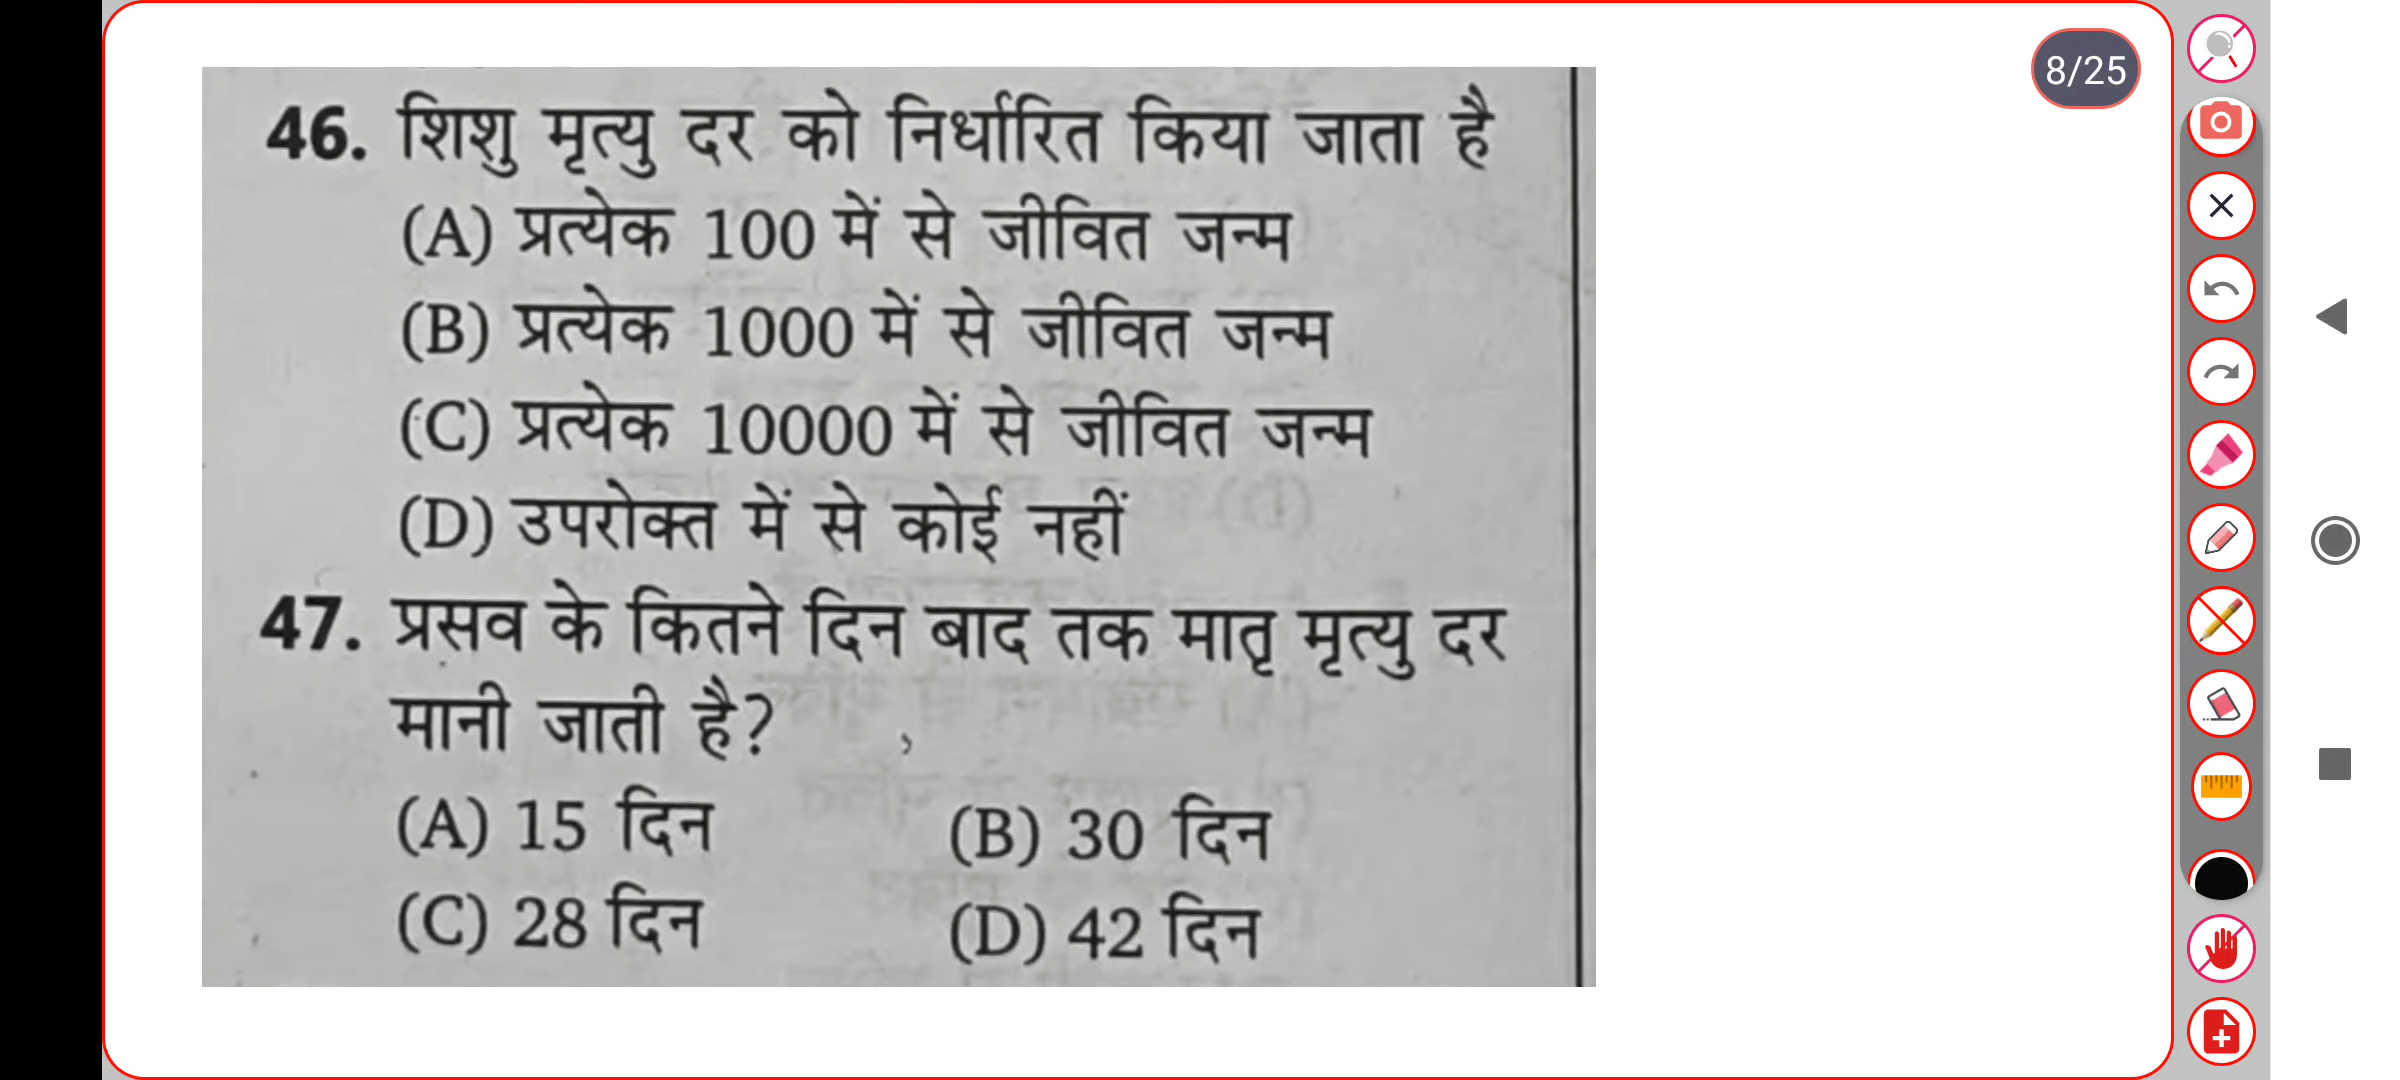 8/25
46. शिशु मृत्यु दर को निर्धारित किया जाता है
(A) प्रत्येक 100 में से जीवित जन्म
(B) प्रत्येक 1000 में से जीवित जन्म
(C) प्रत्येक 10000 में से जीवित जन्म
(D) उपरोक्त में से कोई नहीं
47. प्रसव के कितने दिन बाद तक मातृ मृत्यु दर
मानी जाती है?
(A) 15 दिन (B) 30 दिन
(C) 28 दिन (D) 42 दिन